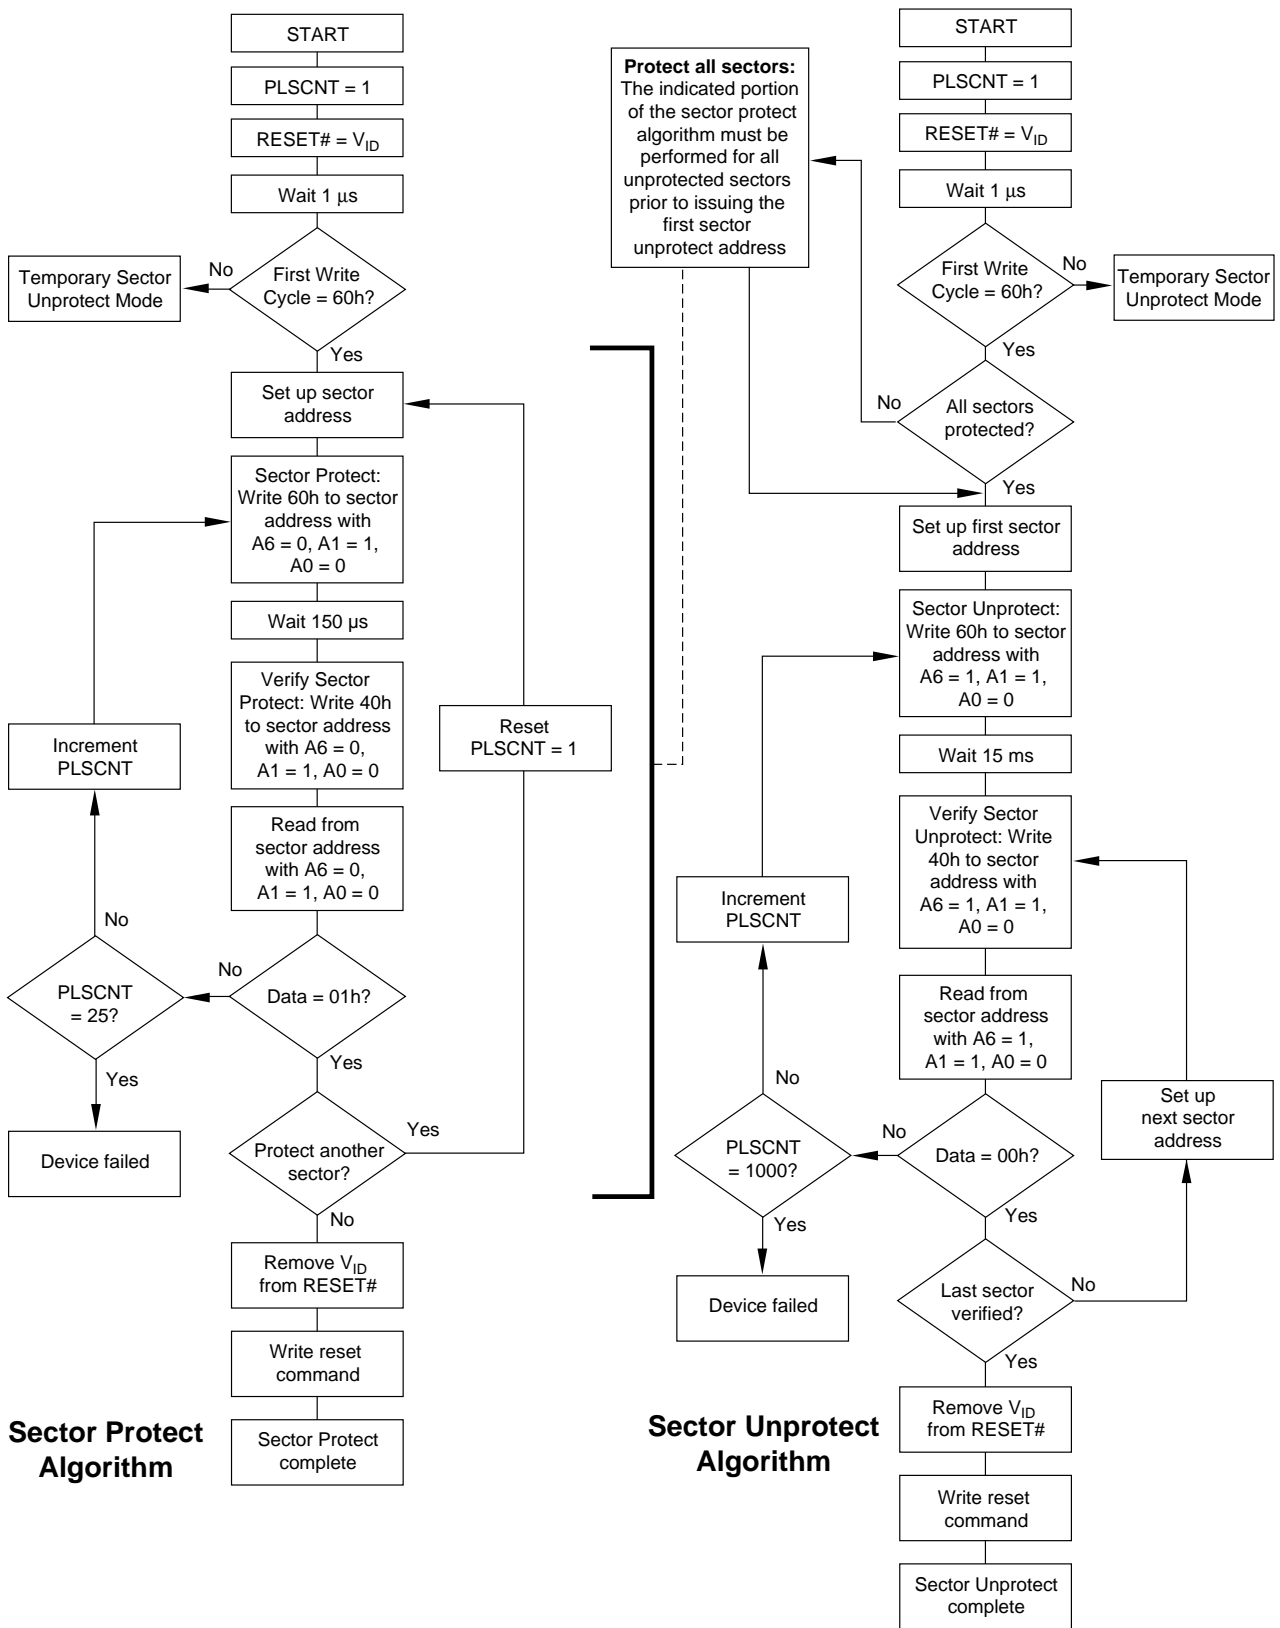 START
PLSCNT = 1
RESET# = VID
Wait 1 μs
First Write
Cycle = 60h?
No
Temporary Sector
Unprotect Mode
Yes
Set up sector
address
Sector Protect:
Write 60h to sector
address with
A6 = 0, A1 = 1,
A0 = 0
Wait 150 µs
Verify Sector
Protect: Write 40h
to sector address
with A6 = 0,
A1 = 1, A0 = 0
Read from
sector address
with A6 = 0,
A1 = 1, A0 = 0
Data = 01h?
No
PLSCNT
= 25?
No
Increment
PLSCNT
Yes
Device failed
Yes
Protect another
sector?
Yes
Reset
PLSCNT = 1
No
Remove VID
from RESET#
Write reset
command
Sector Protect
complete
Sector Protect
Algorithm
Protect all sectors:
The indicated portion
of the sector protect
algorithm must be
performed for all
unprotected sectors
prior to issuing the
first sector
unprotect address
START
PLSCNT = 1
RESET# = VID
Wait 1 μs
First Write
Cycle = 60h?
No
Temporary Sector
Unprotect Mode
Yes
All sectors
protected?
No
Yes
Set up first sector
address
Sector Unprotect:
Write 60h to sector
address with
A6 = 1, A1 = 1,
A0 = 0
Wait 15 ms
Verify Sector
Unprotect: Write
40h to sector
address with
A6 = 1, A1 = 1,
A0 = 0
Read from
sector address
with A6 = 1,
A1 = 1, A0 = 0
Data = 00h?
No
PLSCNT
= 1000?
No
Increment
PLSCNT
Yes
Device failed
Yes
Last sector
verified?
No
Set up
next sector
address
Yes
Remove VID
from RESET#
Write reset
command
Sector Unprotect
complete
Sector Unprotect
Algorithm